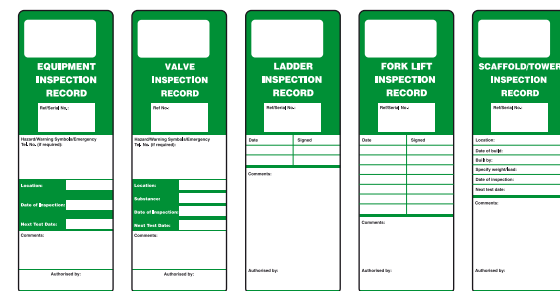 EQUIPMENT
INSPECTION
RECORD
Ref/Serial No.:
Hazard/Warning Symbols/Emergency
Tel. No. (if required):
Location:
Date of Inspection:
Next Test Date:
Comments:
Authorised by:
VALVE
INSPECTION
RECORD
Ref No.:
Hazard/Warning Symbols/Emergency
Tel. No. (if required):
Location:
Substance:
Date of Inspection:
Next Test Date:
Comments:
Authorised by:
LADDER
INSPECTION
RECORD
Ref/Serial No.:
Date Signed
Comments:
Authorised by:
FORK LIFT
INSPECTION
RECORD
Ref/Serial No.:
Date Signed
Comments:
Authorised by:
SCAFFOLD/TOWER
INSPECTION
RECORD
Ref/Serial No.:
Location:
Date of build:
Built by:
Specify weight/load:
Date of inspection:
Next test date:
Comments:
Authorised by: